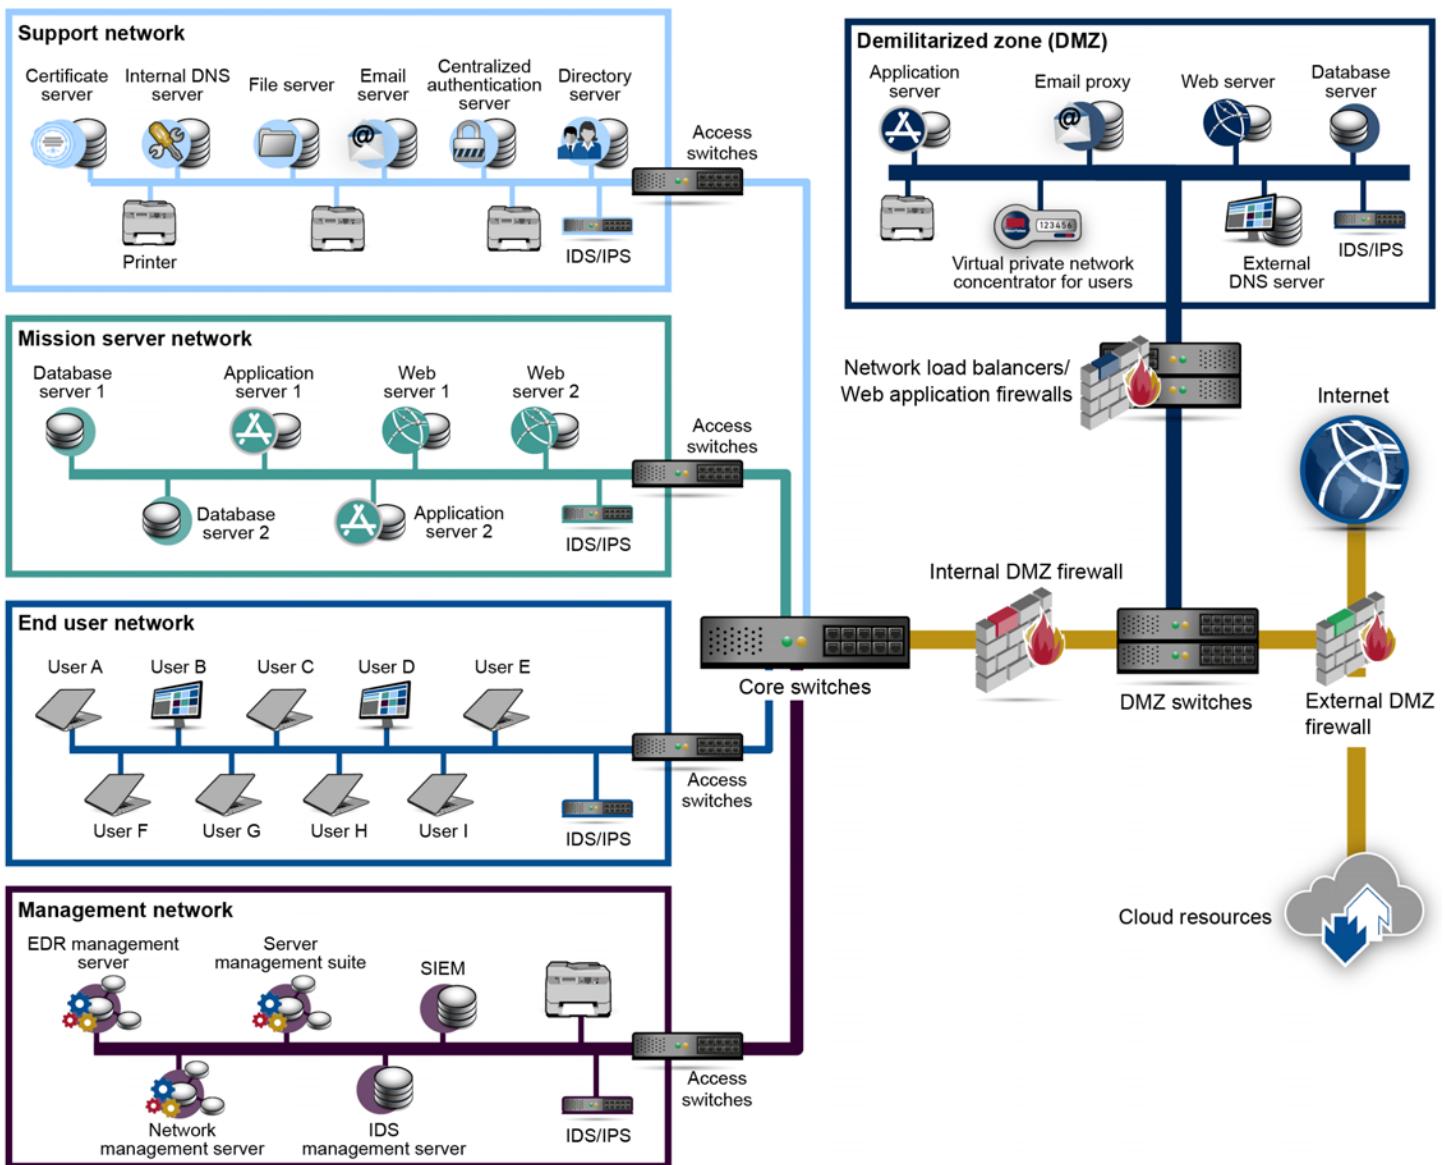 Support network
Certificate
server
Internal DNS
server
File server
Email
server
Centralized
authentication
server
Directory
server
@
Printer
IDS/IPS
Access
switches
Mission server network
Database
server 1
Application
server 1
Web
server 1
Web
server 2
Database
server 2
Application
server 2
IDS/IPS
Access
switches
End user network
User A
User B
User C
User D
User E
User F
User G
User H
User I
IDS/IPS
Access
switches
Management network
EDR management
server
Server
management suite
SIEM
Network
management server
IDS
management server
IDS/IPS
Access
switches
Core switches
Demilitarized zone (DMZ)
Application
server
Email proxy
Web server
Database
server
@
123456
Virtual private network
concentrator for users
External
DNS server
IDS/IPS
Network load balancers/
Web application firewalls
Internet
Internal DMZ firewall
DMZ switches
External DMZ
firewall
Cloud resources